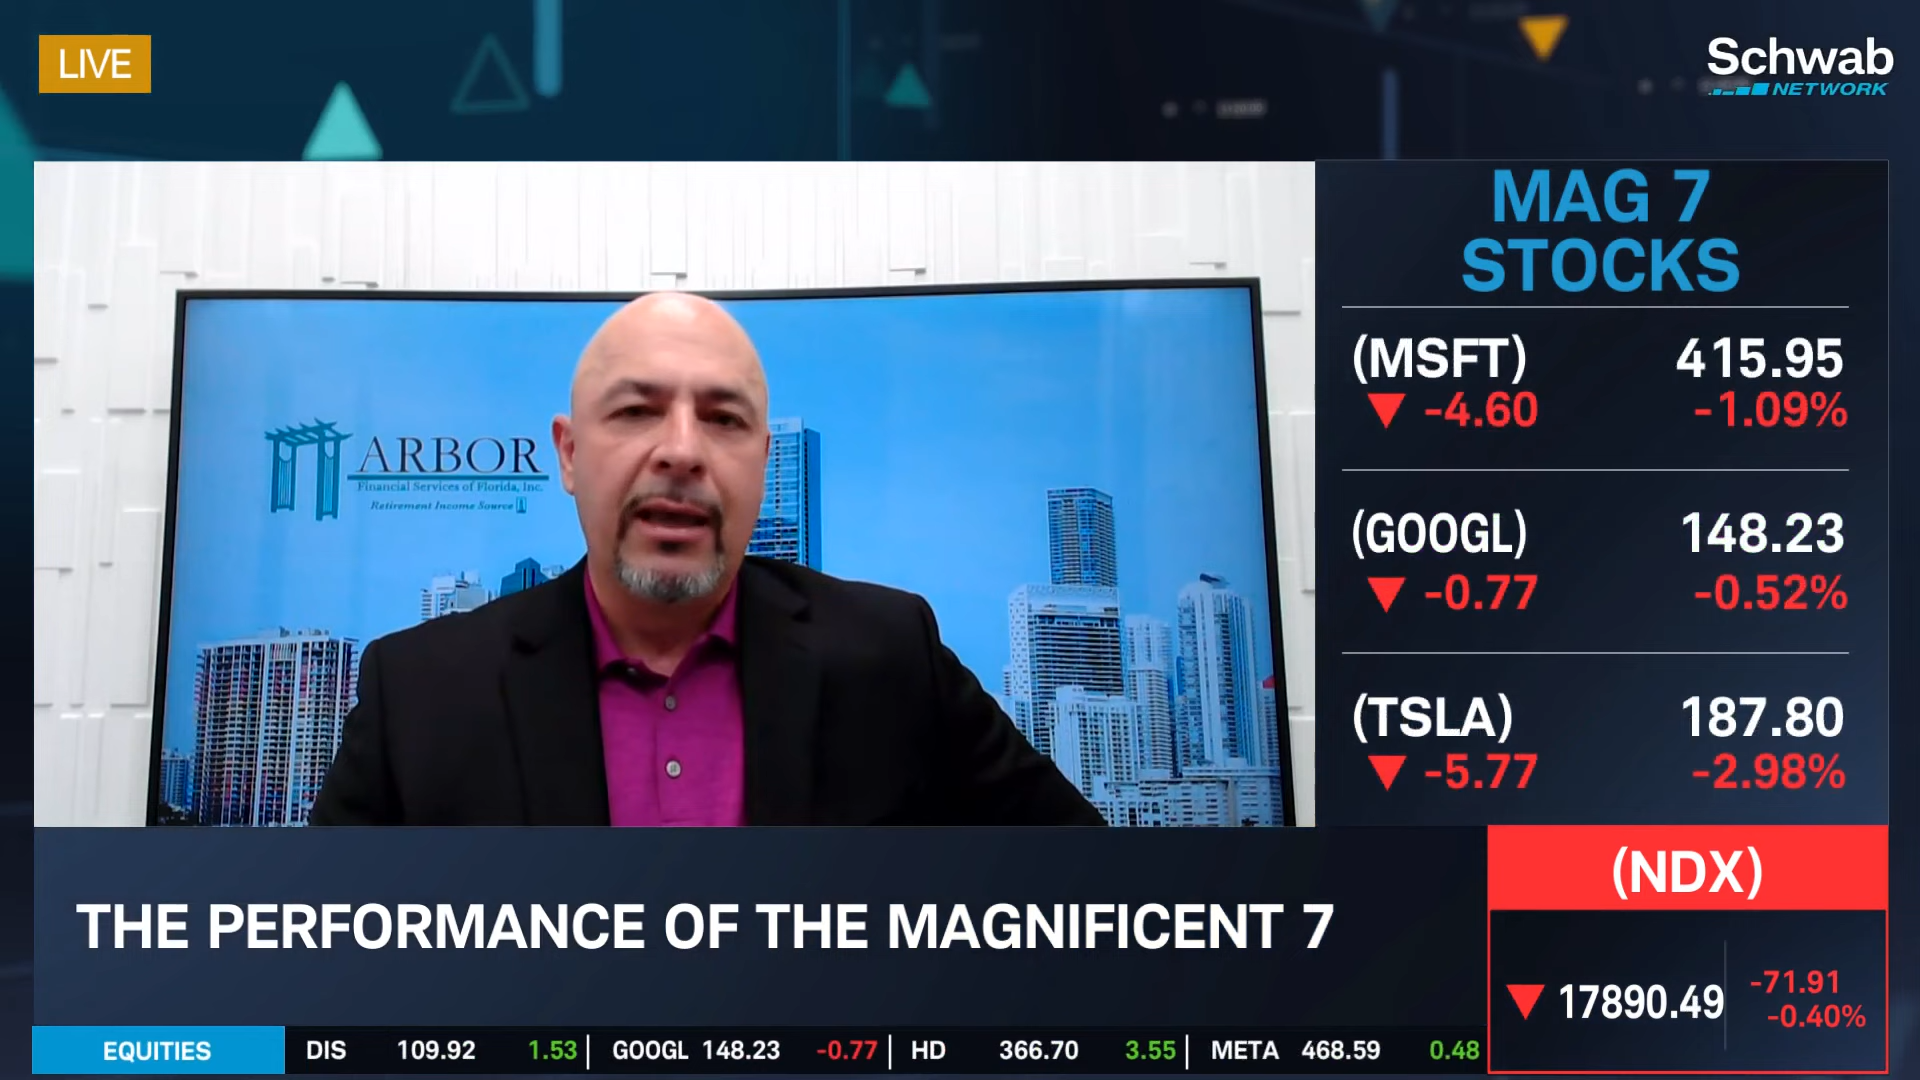 LIVE
Schwab
NETWORK
MAG 7
STOCKS
(MSFT) 415.95
▼ -4.60 -1.09%
(GOOGL) 148.23
▼ -0.77 -0.52%
(TSLA) 187.80
▼ -5.77 -2.98%
ARBOR
Financial Services of Florida, Inc.
Retirement Income Source
THE PERFORMANCE OF THE MAGNIFICENT 7
(NDX)
▼ 17890.49 -71.91
-0.40%
EQUITIES DIS 109.92 1.53 | GOOGL 148.23 -0.77 | HD 366.70 3.55 | META 468.59 0.48